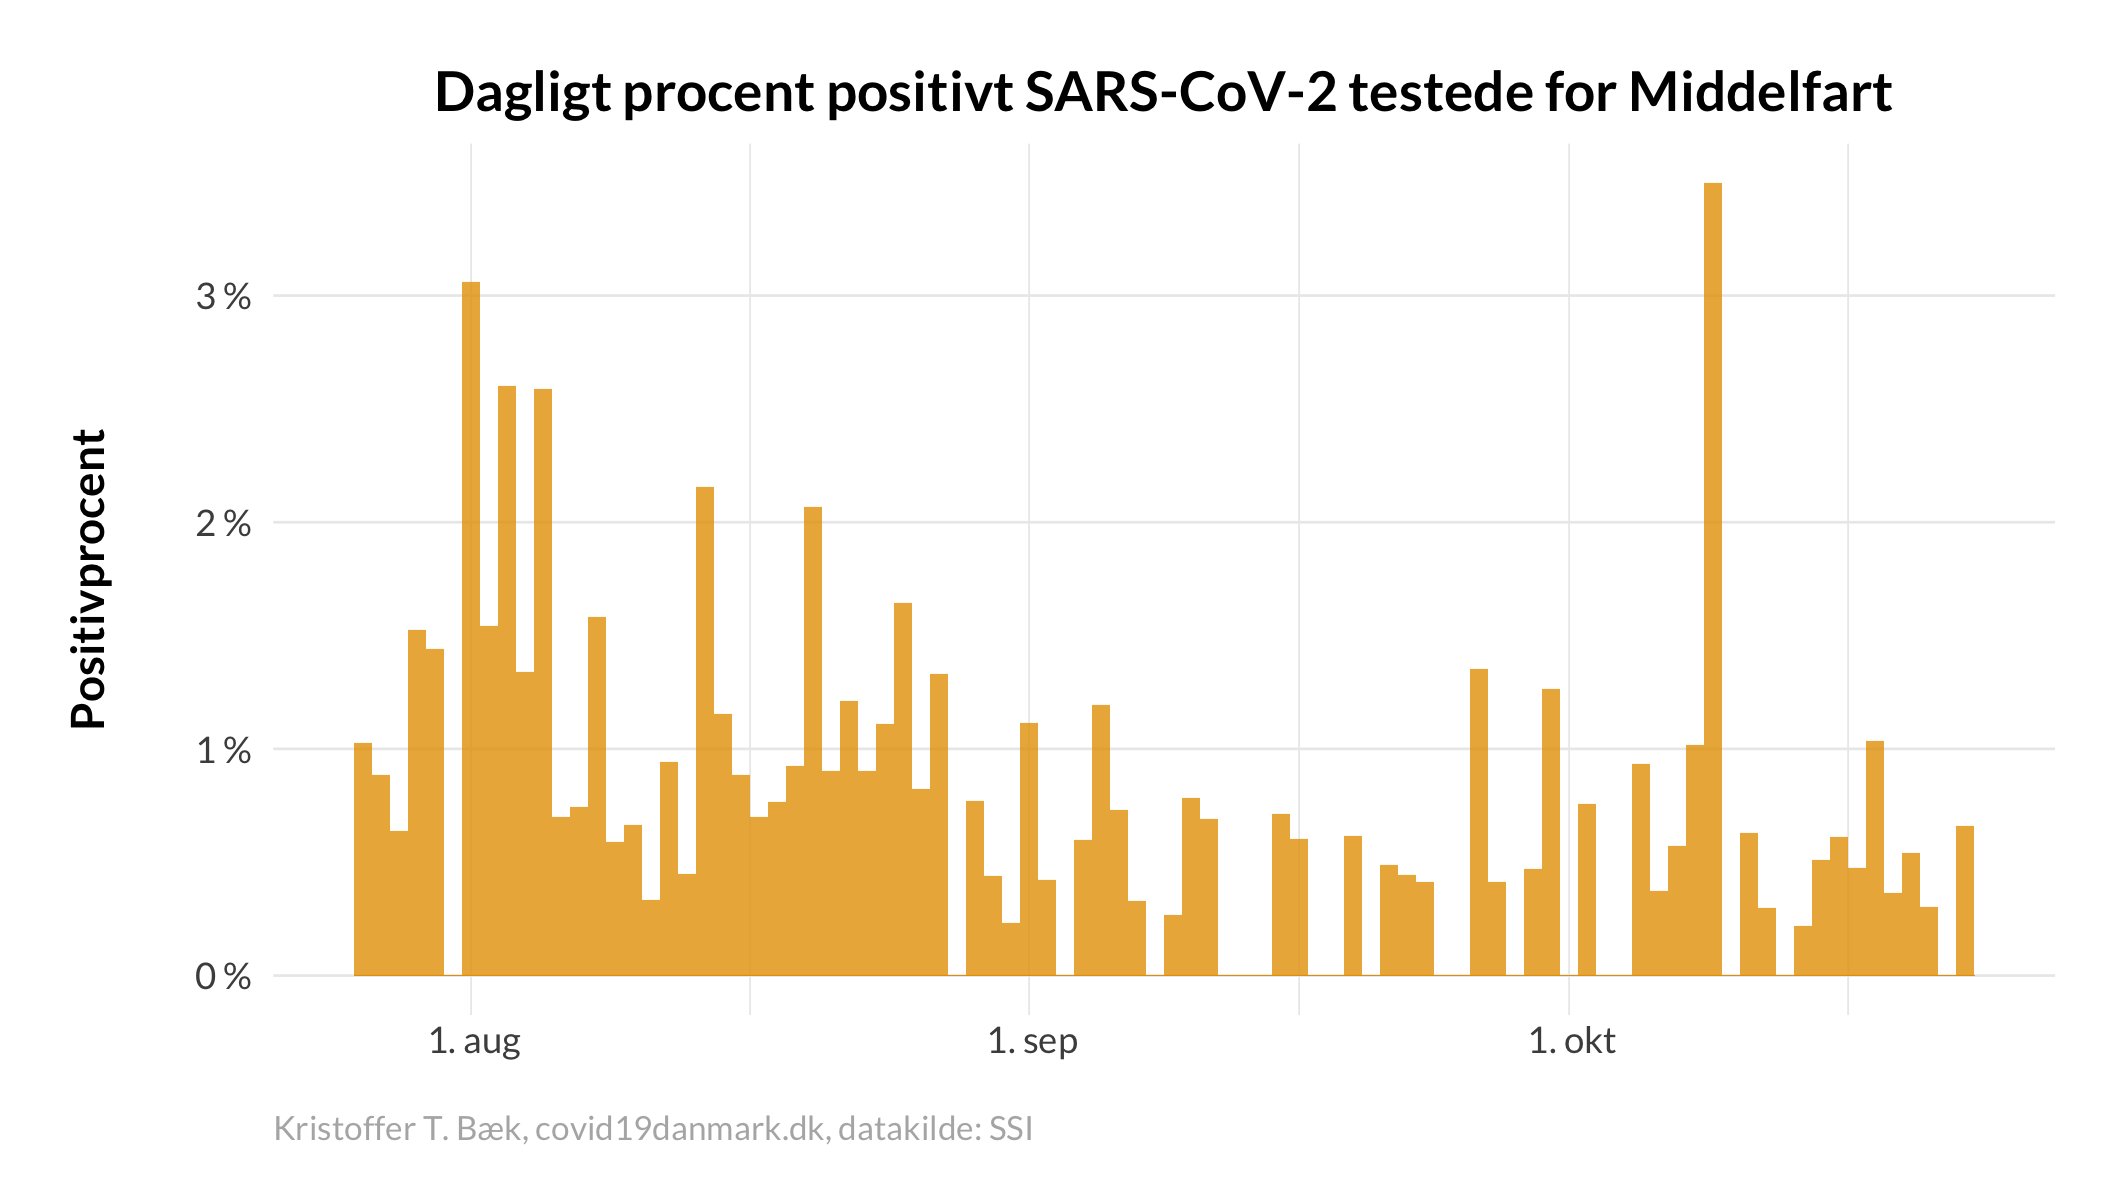 Dagligt procent positivt SARS-CoV-2 testede for Middelfart
Positivprocent
3 %
2 %
1 %
0 %
1. aug
1. sep
1. okt
Kristoffer T. Bæk, covid19danmark.dk, datakilde: SSI